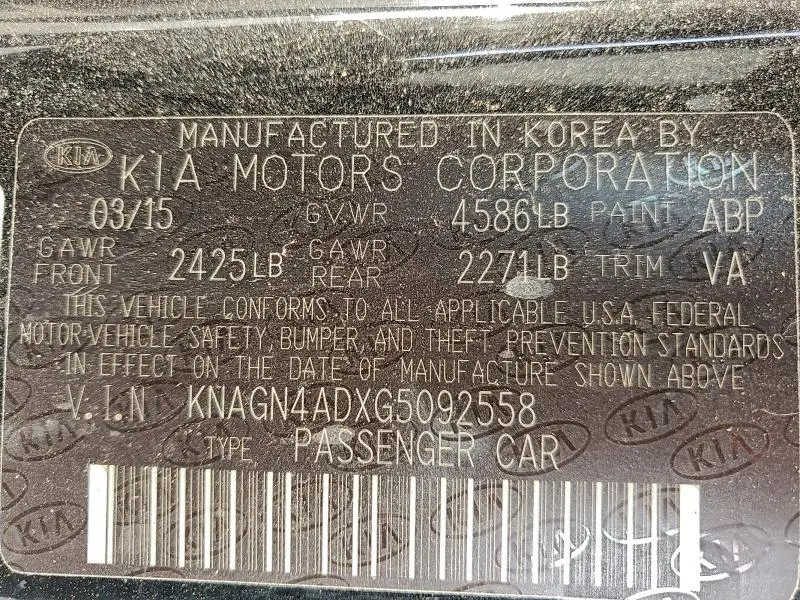 MANUFACTURED IN KOREA BY
KIA KIA MOTORS CORPORATION
03/15 GVWR 4586LB PAINT ABP
GAWR FRONT 2425LB GAWR REAR 2271LB TRIM VA
THIS VEHICLE CONFORMS TO ALL APPLICABLE U.S.A. FEDERAL
MOTOR-VEHICLE SAFETY, BUMPER, AND THEFT PREVENTION STANDARDS
IN EFFECT ON THE DATE OF MANUFACTURE SHOWN ABOVE
V.I.N KNAGN4ADXG5092558
TYPE PASSENGER CAR